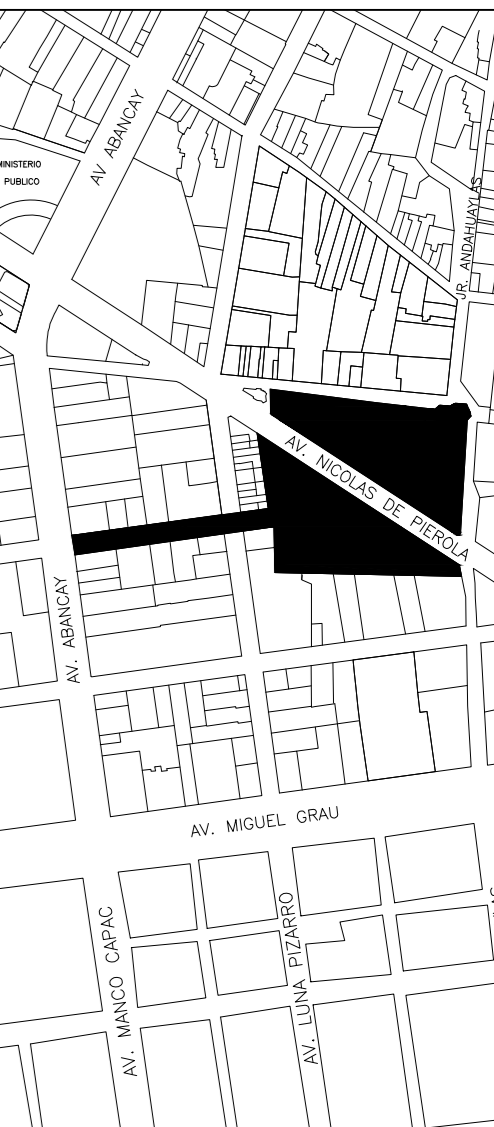 AV ABANCAY
MINISTERIO
PUBLICO
JR. ANDAHUAYLAS
AV. NICOLAS DE PIEROLA
AV. ABANCAY
AV. MIGUEL GRAU
AV. MANCO CAPAC
AV. LUNA PIZARRO